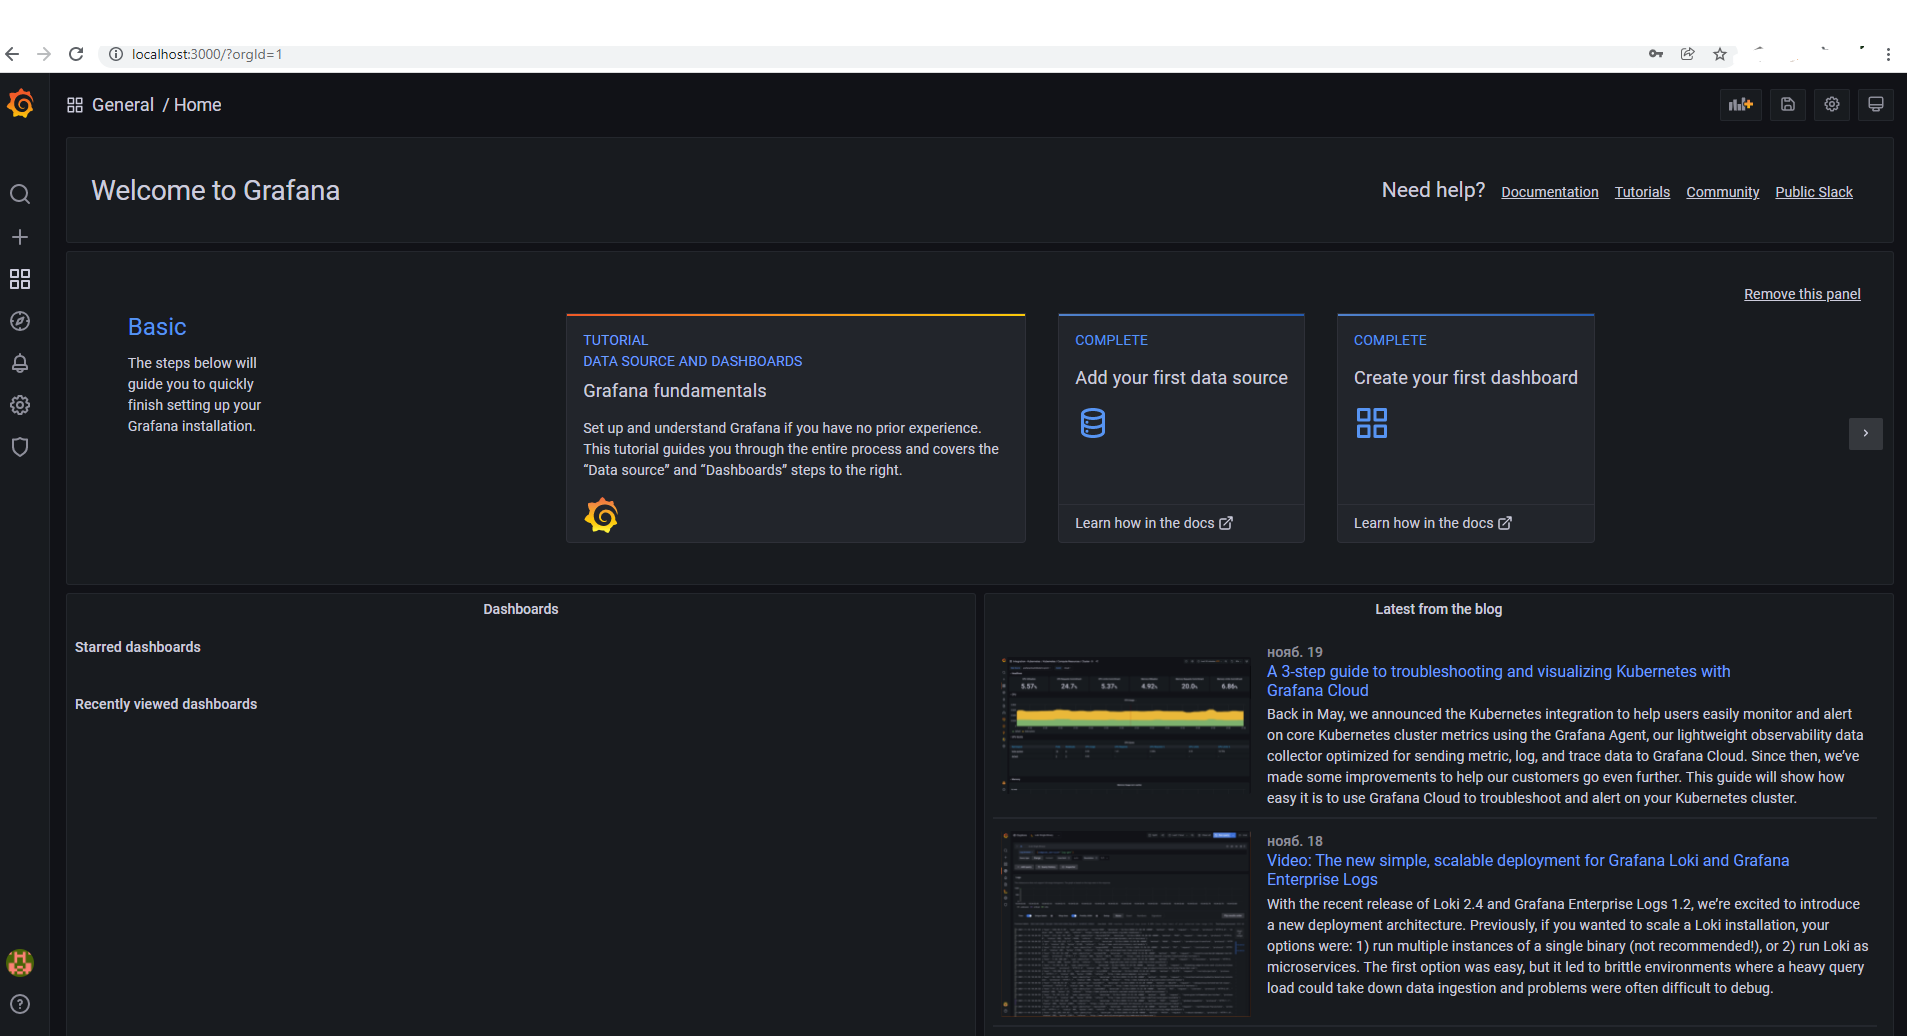 localhost:3000/?orgId=1
General / Home
Welcome to Grafana
Need help? Documentation Tutorials Community Public Slack
Remove this panel
Basic
The steps below will
guide you to quickly
finish setting up your
Grafana installation.
TUTORIAL
DATA SOURCE AND DASHBOARDS
Grafana fundamentals
Set up and understand Grafana if you have no prior experience.
This tutorial guides you through the entire process and covers the
“Data source” and “Dashboards” steps to the right.
COMPLETE
Add your first data source
Learn how in the docs
COMPLETE
Create your first dashboard
Learn how in the docs
Dashboards
Starred dashboards
Recently viewed dashboards
Latest from the blog
5.57% 24.7% 5.37% 4.92% 20.0% 6.86%
нояб. 19
A 3-step guide to troubleshooting and visualizing Kubernetes with
Grafana Cloud
Back in May, we announced the Kubernetes integration to help users easily monitor and alert
on core Kubernetes cluster metrics using the Grafana Agent, our lightweight observability data
collector optimized for sending metric, log, and trace data to Grafana Cloud. Since then, we’ve
made some improvements to help our customers go even further. This guide will show how
easy it is to use Grafana Cloud to troubleshoot and alert on your Kubernetes cluster.
нояб. 18
Video: The new simple, scalable deployment for Grafana Loki and Grafana
Enterprise Logs
With the recent release of Loki 2.4 and Grafana Enterprise Logs 1.2, we’re excited to introduce
a new deployment architecture. Previously, if you wanted to scale a Loki installation, your
options were: 1) run multiple instances of a single binary (not recommended!), or 2) run Loki as
microservices. The first option was easy, but it led to brittle environments where a heavy query
load could take down data ingestion and problems were often difficult to debug.